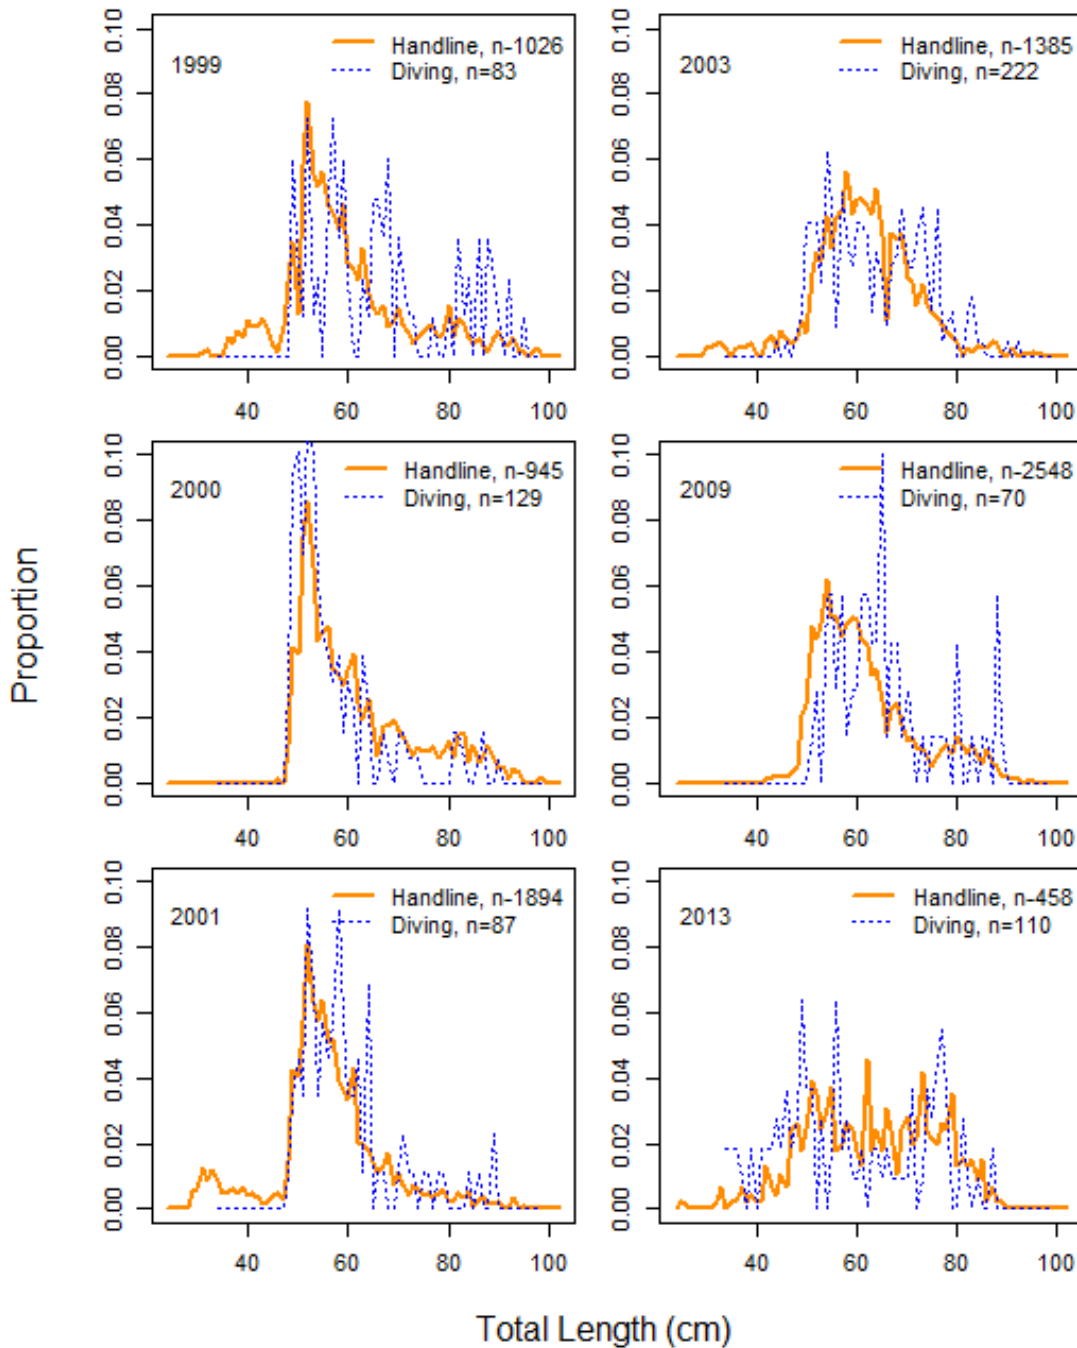 1999
Handline, n-1026
Diving, n=83
0.00 0.02 0.04 0.06 0.08 0.10
40 60 80 100
2003
Handline, n-1385
Diving, n=222
0.00 0.02 0.04 0.06 0.08 0.10
40 60 80 100
2000
Handline, n-945
Diving, n=129
0.00 0.02 0.04 0.06 0.08 0.10
40 60 80 100
2009
Handline, n-2548
Diving, n=70
0.00 0.02 0.04 0.06 0.08 0.10
40 60 80 100
Proportion
2001
Handline, n-1894
Diving, n=87
0.00 0.02 0.04 0.06 0.08 0.10
40 60 80 100
2013
Handline, n-458
Diving, n=110
0.00 0.02 0.04 0.06 0.08 0.10
40 60 80 100
Total Length (cm)